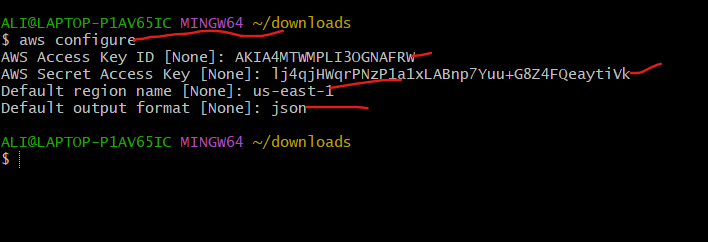 ALI@LAPTOP-P1AV65IC MINGW64 ~/downloads
$ aws configure
AWS Access Key ID [None]: AKIA4MTWMPLI3OGNAFRW
AWS Secret Access Key [None]: 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
Default region name [None]: us-east-1
Default output format [None]: json
ALI@LAPTOP-P1AV65IC MINGW64 ~/downloads
$